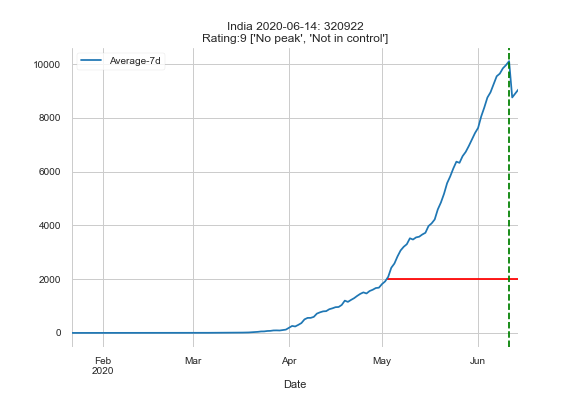 India 2020-06-14: 320922
Rating:9 ['No peak', 'Not in control']
Average-7d
10000
8000
6000
4000
2000
0
Feb Mar Apr May Jun
2020
Date